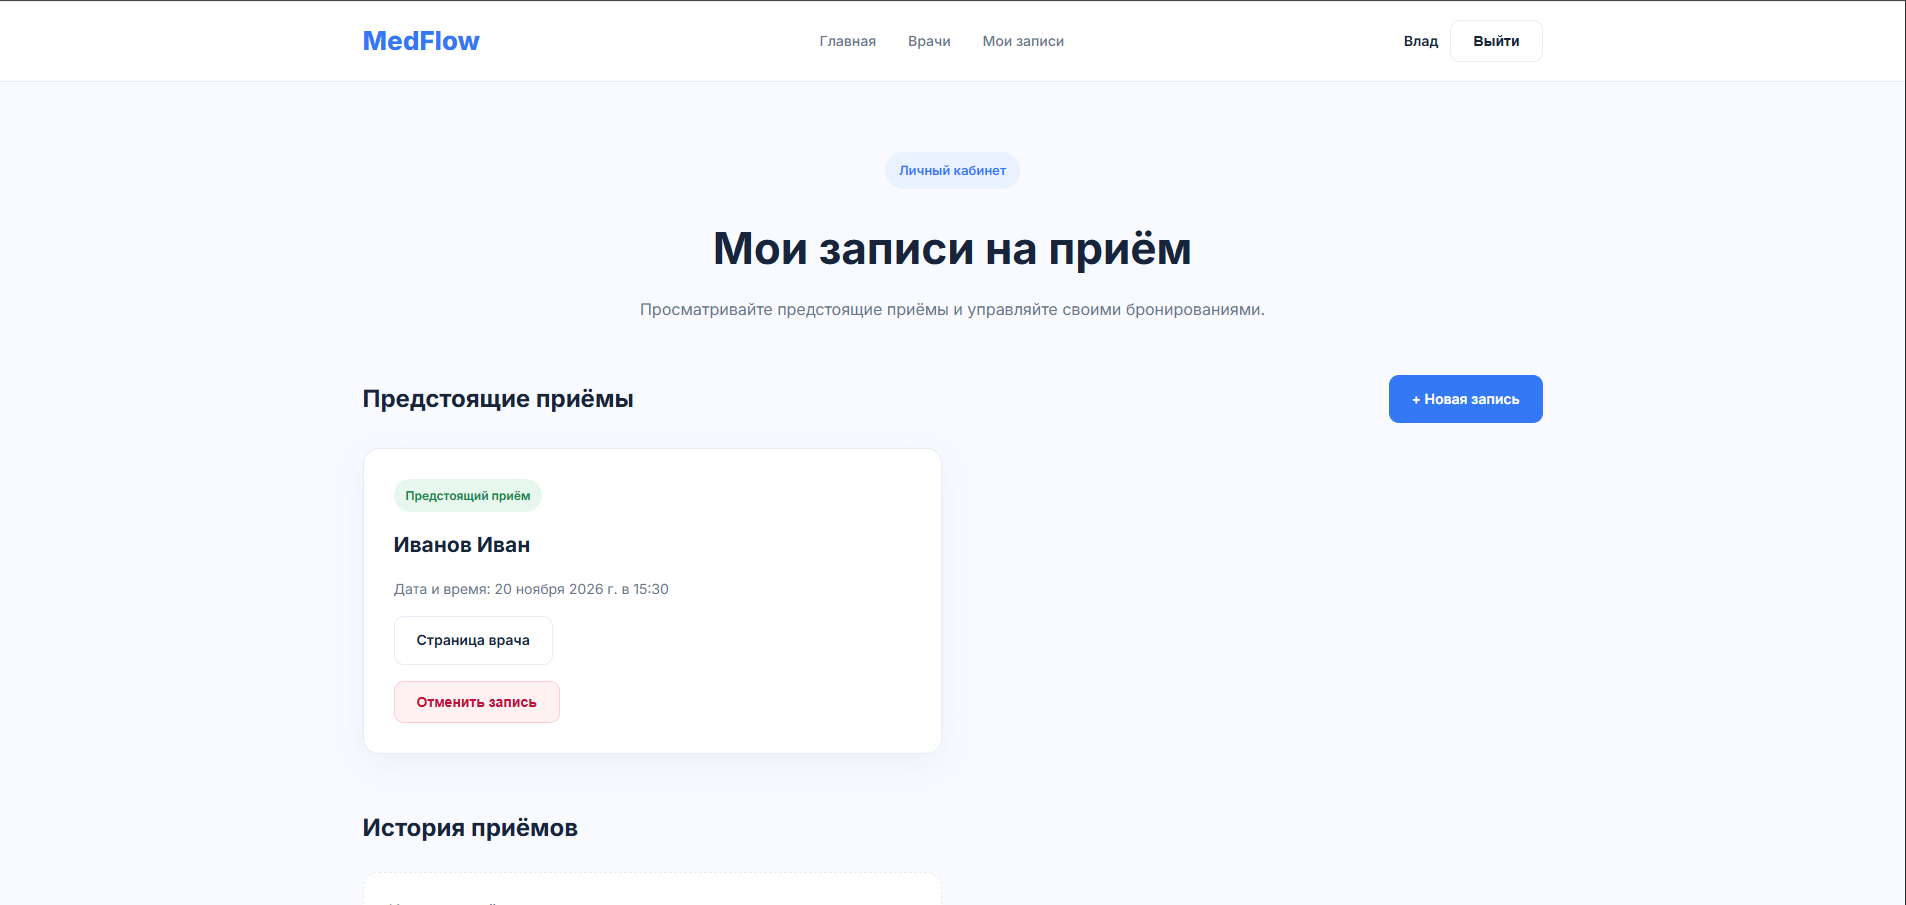 MedFlow
Главная
Врачи
Мои записи
Влад
Выйти
Личный кабинет
Мои записи на приём
Просматривайте предстоящие приёмы и управляйте своими бронированиями.
Предстоящие приёмы
+ Новая запись
Предстоящий приём
Иванов Иван
Дата и время: 20 ноября 2026 г. в 15:30
Страница врача
Отменить запись
История приёмов